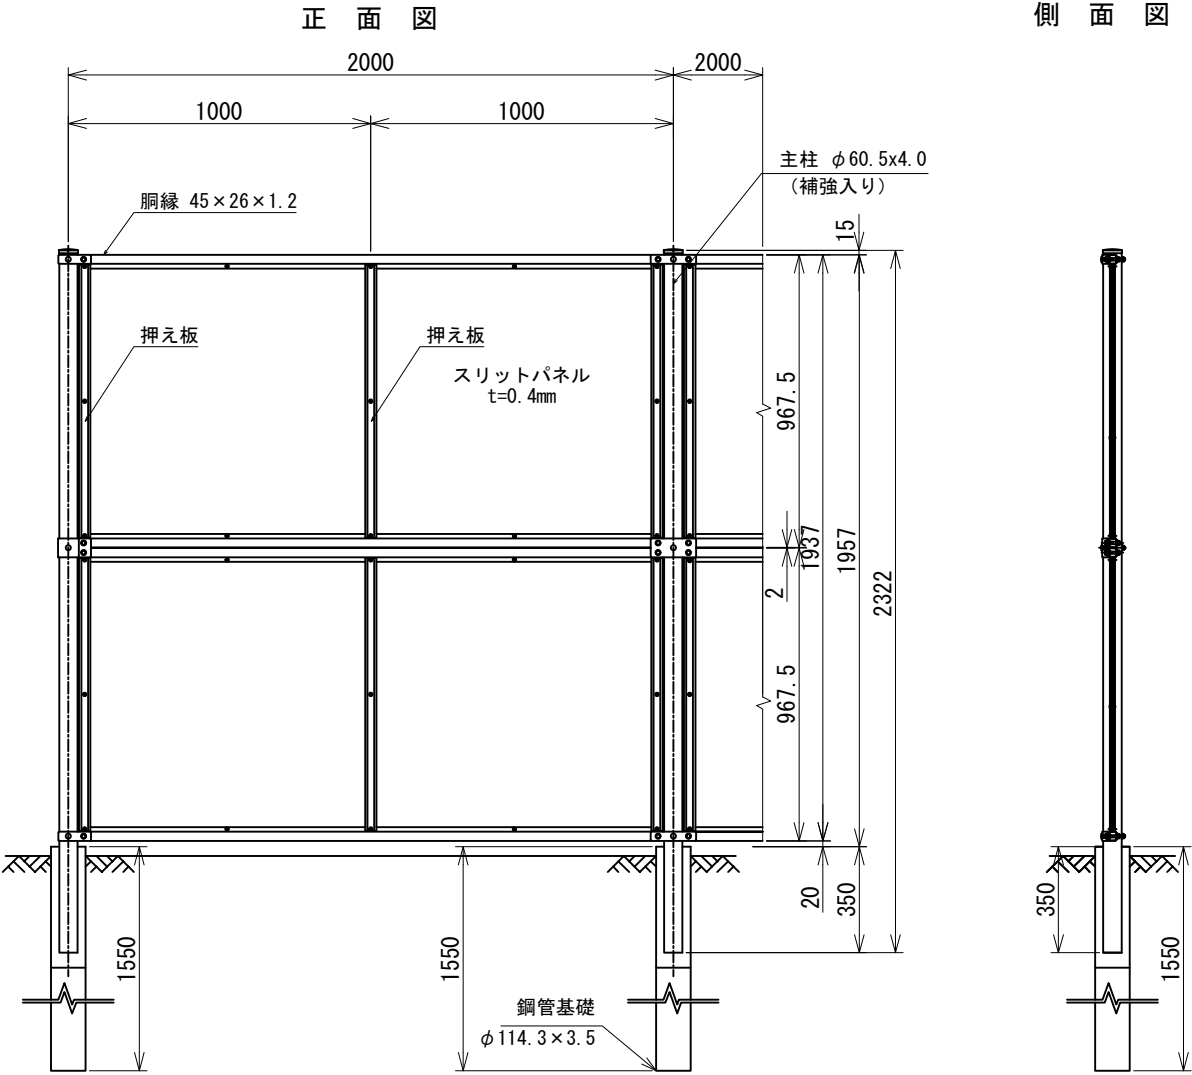 正 面 図
側 面 図
2000
2000
1000
1000
主柱 φ60.5x4.0
(補強入り)
胴縁 45×26×1.2
15
押え板
押え板
スリットパネル
t=0.4mm
967.5
1937
1957
2322
2
967.5
20
350
350
1550
1550
1550
鋼管基礎
φ114.3×3.5